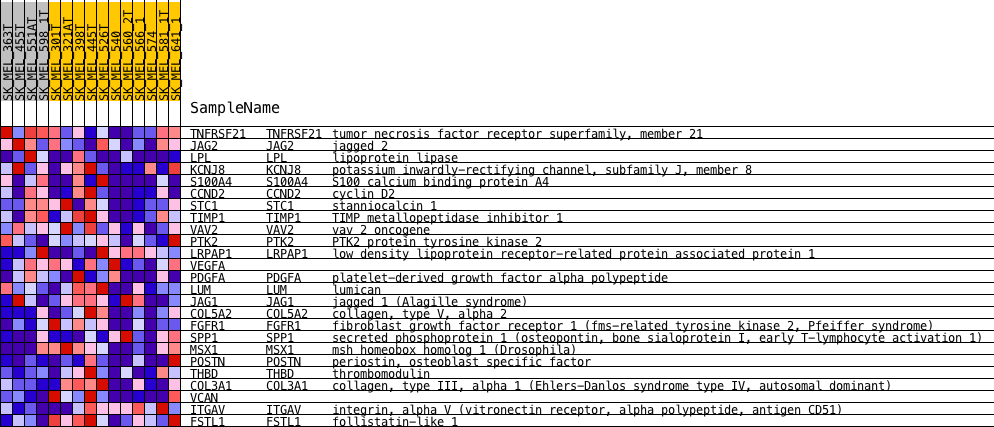 SK_MEL_363T
SK_MEL_455T
SK_MEL_551AT
SK_MEL_598_1T
SK_MEL_301T
SK_MEL_321AT
SK_MEL_398T
SK_MEL_445T
SK_MEL_526T
SK_MEL_540
SK_MEL_560_2T
SK_MEL_566_1
SK_MEL_574
SK_MEL_581_1T
SK_MEL_641_1
SampleName
TNFRSF21 TNFRSF21 tumor necrosis factor receptor superfamily, member 21
JAG2 JAG2 jagged 2
LPL LPL lipoprotein lipase
KCNJ8 KCNJ8 potassium inwardly-rectifying channel, subfamily J, member 8
S100A4 S100A4 S100 calcium binding protein A4
CCND2 CCND2 cyclin D2
STC1 STC1 stanniocalcin 1
TIMP1 TIMP1 TIMP metallopeptidase inhibitor 1
VAV2 VAV2 vav 2 oncogene
PTK2 PTK2 PTK2 protein tyrosine kinase 2
LRPAP1 LRPAP1 low density lipoprotein receptor-related protein associated protein 1
VEGFA
PDGFA PDGFA platelet-derived growth factor alpha polypeptide
LUM LUM lumican
JAG1 JAG1 jagged 1 (Alagille syndrome)
COL5A2 COL5A2 collagen, type V, alpha 2
FGFR1 FGFR1 fibroblast growth factor receptor 1 (fms-related tyrosine kinase 2, Pfeiffer syndrome)
SPP1 SPP1 secreted phosphoprotein 1 (osteopontin, bone sialoprotein I, early T-lymphocyte activation 1)
MSX1 MSX1 msh homeobox homolog 1 (Drosophila)
POSTN POSTN periostin, osteoblast specific factor
THBD THBD thrombomodulin
COL3A1 COL3A1 collagen, type III, alpha 1 (Ehlers-Danlos syndrome type IV, autosomal dominant)
VCAN
ITGAV ITGAV integrin, alpha V (vitronectin receptor, alpha polypeptide, antigen CD51)
FSTL1 FSTL1 follistatin-like 1